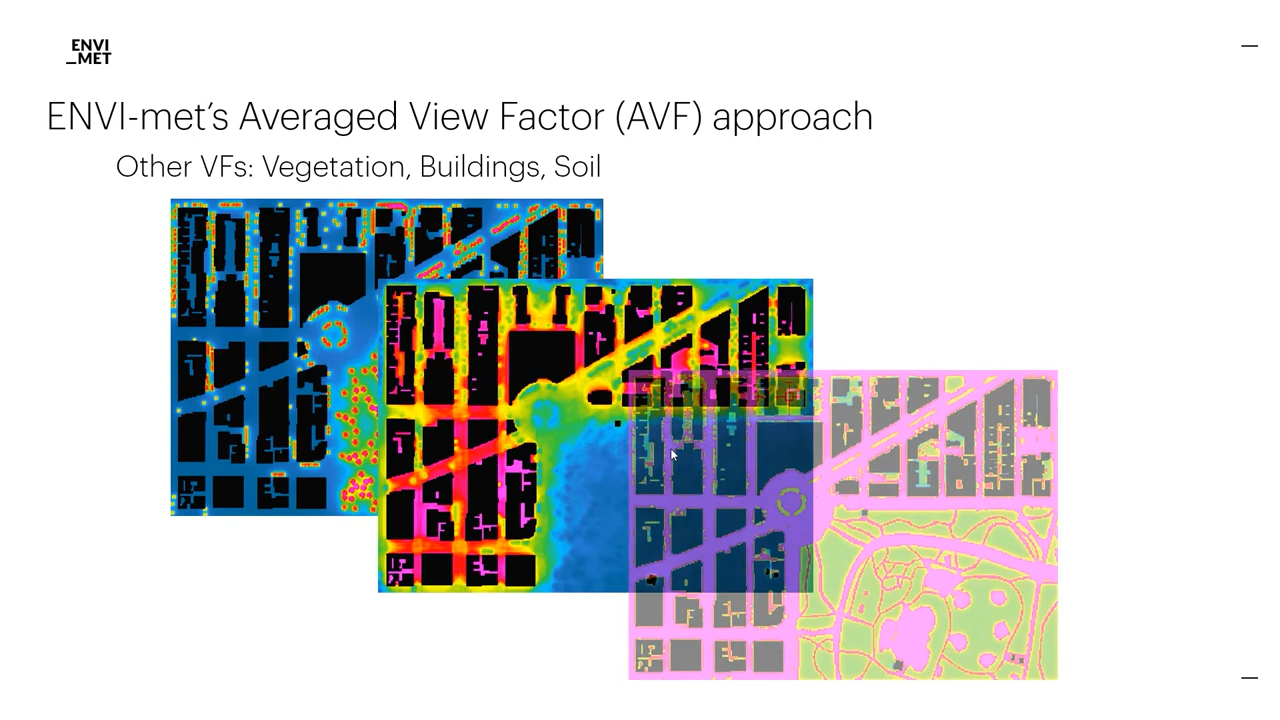 ENVI
_MET
ENVI-met's Averaged View Factor (AVF) approach
Other VFs: Vegetation, Buildings, Soil